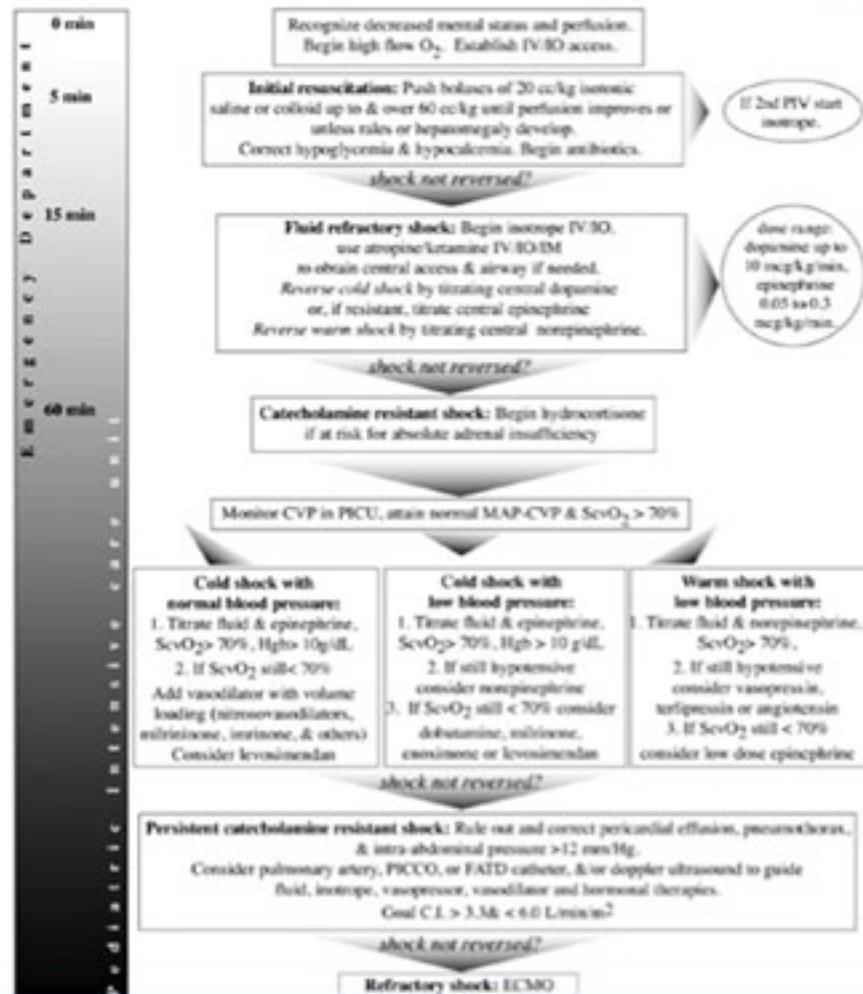 0 min
Recognize decreased mental status and perfusion.
Begin high flow O2. Establish IV/IO access.
5 min
Initial resuscitation: Push boluses of 20 cc/kg isotonic
saline or colloid up to & over 60 cc/kg until perfusion improves or
unless rales or hepatomegaly develop.
Correct hypoglycemia & hypocalcemia. Begin antibiotics.
If 2nd PIV start
inotrope.
shock not reversed?
15 min
Fluid refractory shock: Begin inotrope IV/IO.
use atropine/ketamine IV/IO/IM
to obtain central access & airway if needed.
Reverse cold shock by titrating central dopamine
or, if resistant, titrate central epinephrine
Reverse warm shock by titrating central norepinephrine.
dose range:
dopamine up to
10 mcg/kg/min,
epinephrine
0.05 to 0.3
mcg/kg/min.
shock not reversed?
60 min
Catecholamine resistant shock: Begin hydrocortisone
if at risk for absolute adrenal insufficiency
Monitor CVP in PICU, attain normal MAP-CVP & ScvO2 > 70%
Cold shock with
normal blood pressure:
1. Titrate fluid & epinephrine,
ScvO2> 70%, Hgb> 10g/dL
2. If ScvO2 still< 70%
Add vasodilator with volume
loading (nitrosovasodilators,
milrininone, imrinone, & others)
Consider levosimendan
Cold shock with
low blood pressure:
1. Titrate fluid & epinephrine,
ScvO2> 70%, Hgb > 10 g/dL
2. If still hypotensive
consider norepinephrine
3. If ScvO2 still < 70% consider
dobutamine, milrinone,
enoximone or levosimendan
Warm shock with
low blood pressure:
1. Titrate fluid & norepinephrine,
ScvO2> 70%,
2. If still hypotensive
consider vasopressin,
terlipressin or angiotensin
3. If ScvO2 still < 70%
consider low dose epinephrine
shock not reversed?
Persistent catecholamine resistant shock: Rule out and correct pericardial effusion, pneumothorax,
& intra-abdominal pressure >12 mm/Hg.
Consider pulmonary artery, PICCO, or FATD catheter, &/or doppler ultrasound to guide
fluid, inotrope, vasopressor, vasodilator and hormonal therapies.
Goal C.I. > 3.3& < 6.0 L/min/m2
shock not reversed?
Refractory shock: ECMO
Emergency Department
Pediatric Intensive care unit